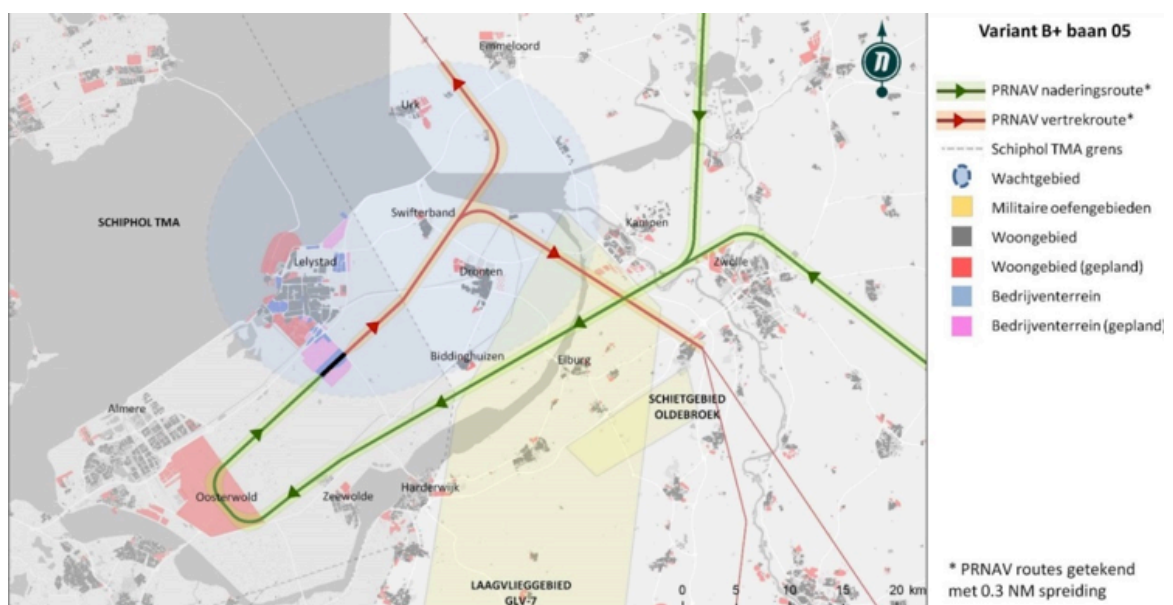 Variant B+ baan 05
PRNAV naderingsroute*
PRNAV vertrekroute*
Schiphol TMA grens
Wachtgebied
Militaire oefengebieden
Woongebied
Woongebied (gepland)
Bedrijventerrein
Bedrijventerrein (gepland)
* PRNAV routes getekend
met 0.3 NM spreiding
Emmeloord
Urk
SCHIPHOL TMA
Swifterband
Kampen
Lelystad
Dronten
Zwolle
Biddinghuizen
Elburg
Almere
SCHIETGEBIED
OLDEBROEK
Oosterwold
Zeewolde
Harderwijk
LAAGVLIEGGEBIED
GLV-7
0 5 10 15 20 km